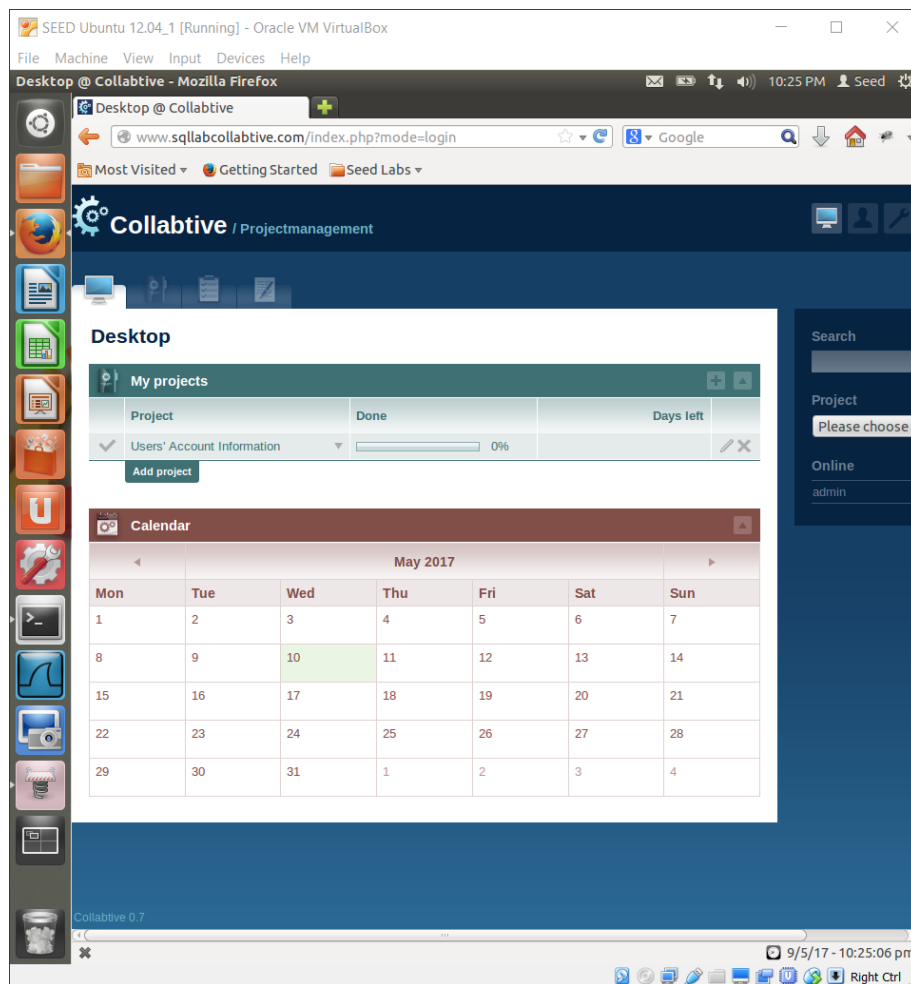 SEED Ubuntu 12.04_1 [Running] - Oracle VM VirtualBox
File Machine View Input Devices Help
Desktop @ Collabtive - Mozilla Firefox 10:25 PM Seed
Desktop @ Collabtive
www.sqllabcollabtive.com/index.php?mode=login Google
Most Visited Getting Started Seed Labs
Collabtive / Projectmanagement
Desktop
Search
My projects
Project Done Days left
Users' Account Information 0%
Add project
Project
Please choose
Online
admin
Calendar
May 2017
Mon Tue Wed Thu Fri Sat Sun
1 2 3 4 5 6 7
8 9 10 11 12 13 14
15 16 17 18 19 20 21
22 23 24 25 26 27 28
29 30 31 1 2 3 4
Collabtive 0.7
9/5/17 - 10:25:06 pm
Right Ctrl